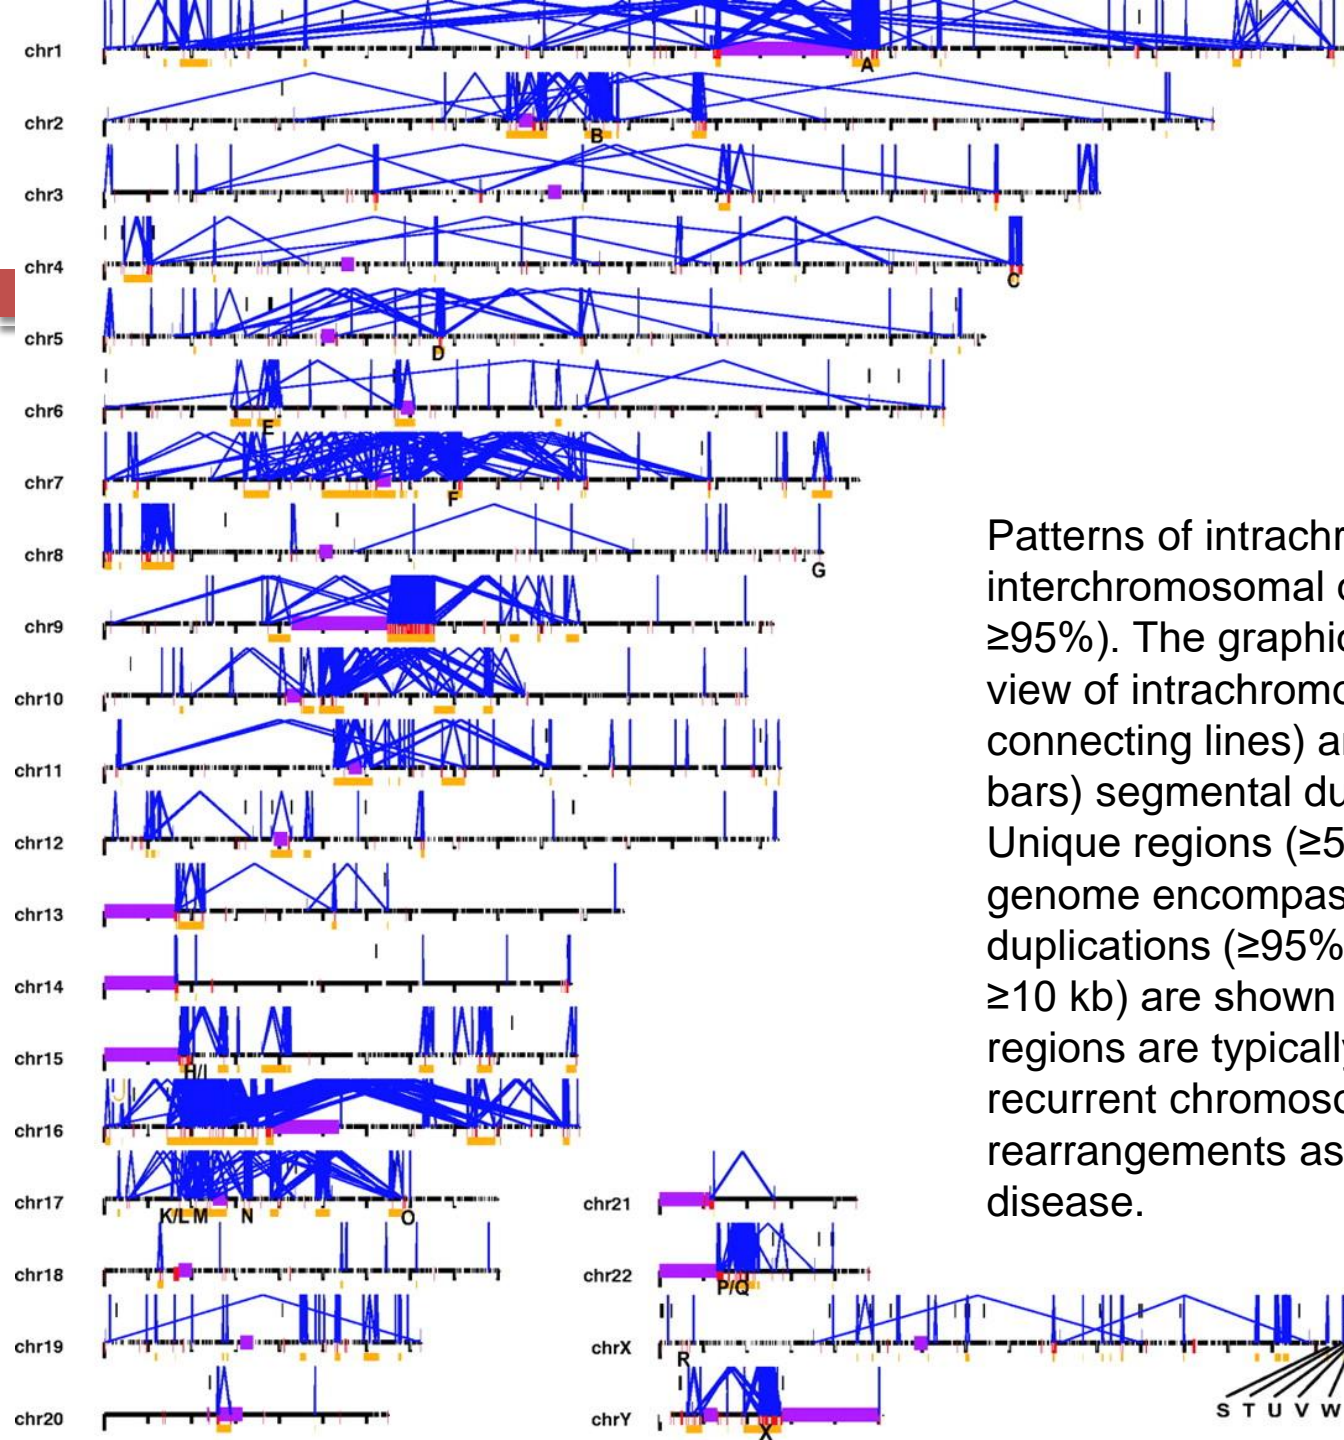 chr1
A
chr2
B
chr3
chr4
C
chr5
D
chr6
E
chr7
F
chr8
G
chr9
chr10
chr11
chr12
chr13
chr14
chr15
H/I
J
chr16
chr17
K/L M N O
chr18
chr19
chr20
chr21
chr22
P/Q
chrX
R
S T U V W
chrY
X
Patterns of intrachr
interchromosomal
≥95%). The graphic
view of intrachromo
connecting lines) a
bars) segmental du
Unique regions (≥5
genome encompas
duplications (≥95%
≥10 kb) are shown
regions are typically
recurrent chromoso
rearrangements as
disease.